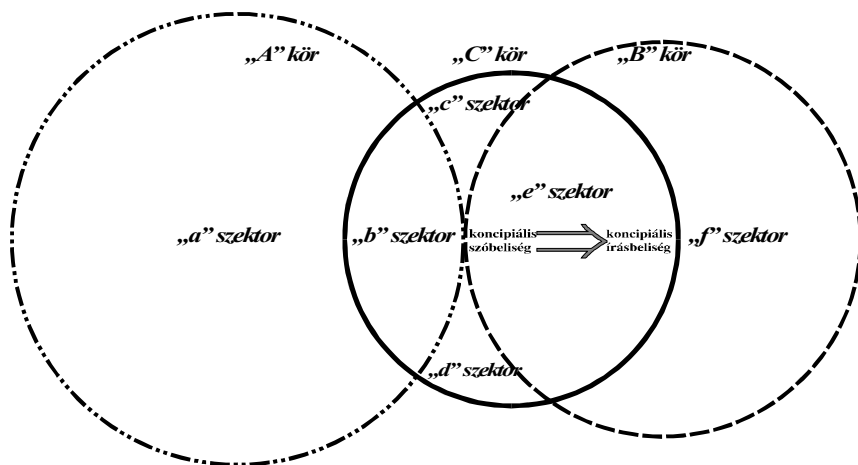 „A” kör
„C” kör
„B” kör
„c” szektor
„e” szektor
„a” szektor
„b” szektor
koncipiális
szóbeliség
koncipiális
írásbeliség
„f” szektor
„d” szektor